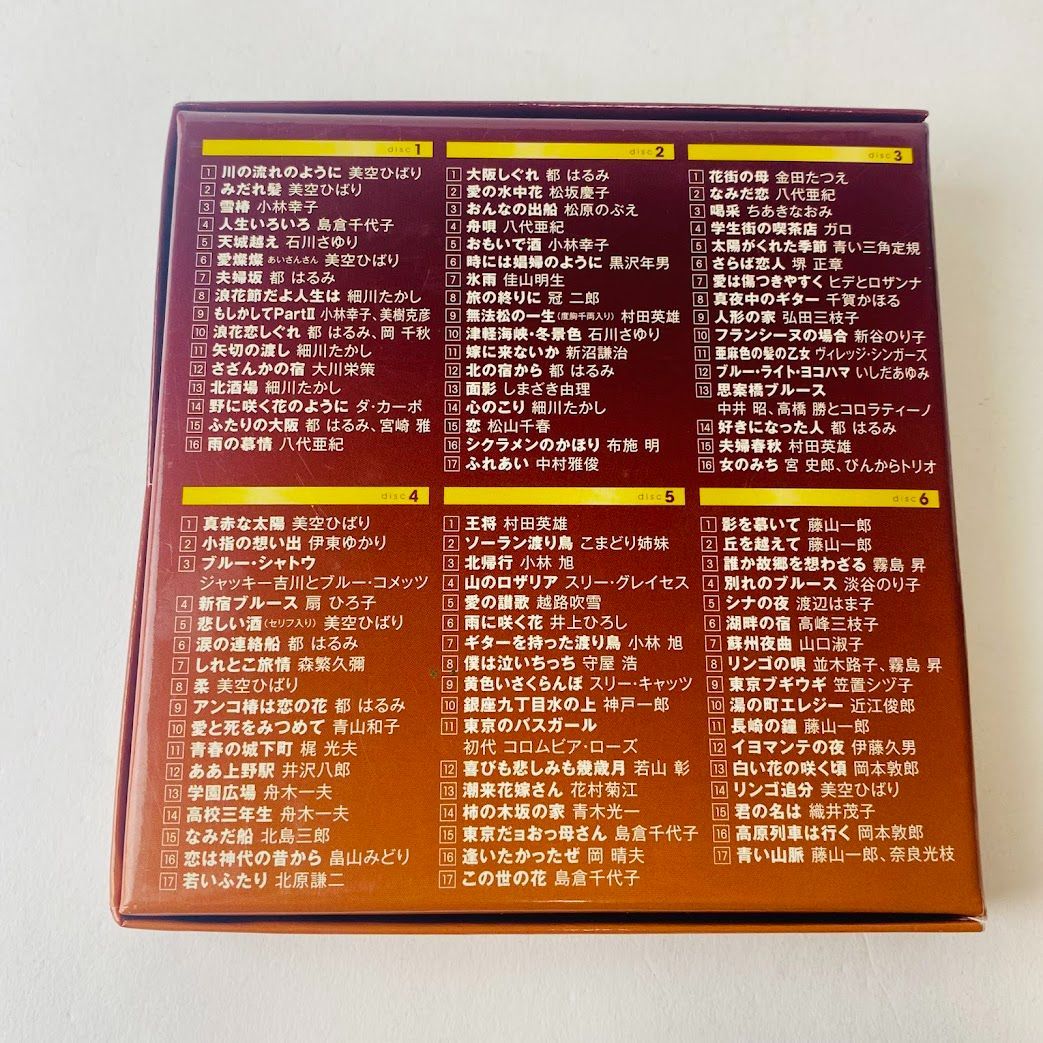 disc1
1 川の流れのように 美空ひばり
2 みだれ髪 美空ひばり
3 雪椿 小林幸子
4 人生いろいろ 島倉千代子
5 天城越え 石川さゆり
6 愛燦燦 あいさんさん 美空ひばり
7 夫婦坂 都 はるみ
8 浪花節だよ人生は 細川たかし
9 もしかしてPartⅡ 小林幸子、美樹克彦
10 浪花恋しぐれ 都 はるみ、岡 千秋
11 矢切の渡し 細川たかし
12 さざんかの宿 大川栄策
13 北酒場 細川たかし
14 野に咲く花のように ダ・カーポ
15 ふたりの大阪 都 はるみ、宮崎 雅
16 雨の慕情 八代亜紀
disc2
1 大阪しぐれ 都 はるみ
2 愛の水中花 松坂慶子
3 おんなの出船 松原のぶえ
4 舟唄 八代亜紀
5 おもいで酒 小林幸子
6 時には娼婦のように 黒沢年男
7 氷雨 佳山明生
8 旅の終りに 冠 二郎
9 無法松の一生(度胸千両入り) 村田英雄
10 津軽海峡・冬景色 石川さゆり
11 嫁に来ないか 新沼謙治
12 北の宿から 都 はるみ
13 面影 しまざき由理
14 心のこり 細川たかし
15 恋 松山千春
16 シクラメンのかほり 布施 明
17 ふれあい 中村雅俊
disc3
1 花街の母 金田たつえ
2 なみだ恋 八代亜紀
3 喝采 ちあきなおみ
4 学生街の喫茶店 ガロ
5 太陽がくれた季節 青い三角定規
6 さらば恋人 堺 正章
7 愛は傷つきやすく ヒデとロザンナ
8 真夜中のギター 千賀かほる
9 人形の家 弘田三枝子
10 フランシーヌの場合 新谷のり子
11 亜麻色の髪の乙女 ヴィレッジ・シンガーズ
12 ブルー・ライト・ヨコハマ いしだあゆみ
13 思案橋ブルース
中井 昭、高橋 勝とコロラティーノ
14 好きになった人 都 はるみ
15 夫婦春秋 村田英雄
16 女のみち 宮 史郎、ぴんからトリオ
disc4
1 真赤な太陽 美空ひばり
2 小指の想い出 伊東ゆかり
3 ブルー・シャトウ
ジャッキー吉川とブルー・コメッツ
4 新宿ブルース 扇 ひろ子
5 悲しい酒(セリフ入り) 美空ひばり
6 涙の連絡船 都 はるみ
7 しれとこ旅情 森繁久彌
8 柔 美空ひばり
9 アンコ椿は恋の花 都 はるみ
10 愛と死をみつめて 青山和子
11 青春の城下町 梶 光夫
12 ああ上野駅 井沢八郎
13 学園広場 舟木一夫
14 高校三年生 舟木一夫
15 なみだ船 北島三郎
16 恋は神代の昔から 畠山みどり
17 若いふたり 北原謙二
disc5
1 王将 村田英雄
2 ソーラン渡り鳥 こまどり姉妹
3 北帰行 小林 旭
4 山のロザリア スリー・グレイセス
5 愛の讃歌 越路吹雪
6 雨に咲く花 井上ひろし
7 ギターを持った渡り鳥 小林 旭
8 僕は泣いちっち 守屋 浩
9 黄色いさくらんぼ スリー・キャッツ
10 銀座九丁目水の上 神戸一郎
11 東京のバスガール
初代 コロムビア・ローズ
12 喜びも悲しみも幾歳月 若山 彰
13 潮来花嫁さん 花村菊江
14 柿の木坂の家 青木光一
15 東京だョおっ母さん 島倉千代子
16 逢いたかったぜ 岡 晴夫
17 この世の花 島倉千代子
disc6
1 影を慕いて 藤山一郎
2 丘を越えて 藤山一郎
3 誰か故郷を想わざる 霧島 昇
4 別れのブルース 淡谷のり子
5 シナの夜 渡辺はま子
6 湖畔の宿 高峰三枝子
7 蘇州夜曲 山口淑子
8 リンゴの唄 並木路子、霧島 昇
9 東京ブギウギ 笠置シヅ子
10 湯の町エレジー 近江俊郎
11 長崎の鐘 藤山一郎
12 イヨマンテの夜 伊藤久男
13 白い花の咲く頃 岡本敦郎
14 リンゴ追分 美空ひばり
15 君の名は 織井茂子
16 高原列車は行く 岡本敦郎
17 青い山脈 藤山一郎、奈良光枝